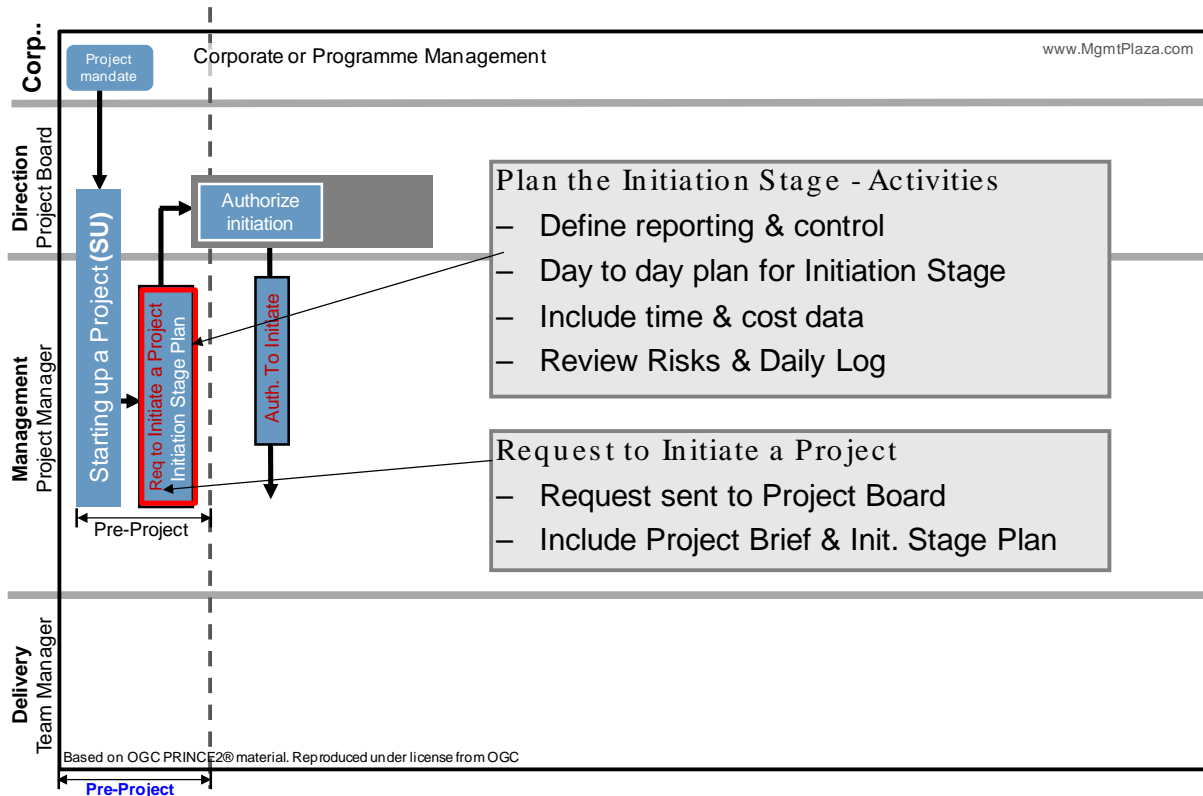 Corp..
Project
mandate
Corporate or Programme Management
www.MgmtPlaza.com
Direction
Project Board
Authorize
initiation
Plan the Initiation Stage - Activities
– Define reporting & control
– Day to day plan for Initiation Stage
– Include time & cost data
– Review Risks & Daily Log
Management
Project Manager
Starting up a Project (SU)
Req to Initiate a Project
Initiation Stage Plan
Auth. To Initiate
Request to Initiate a Project
– Request sent to Project Board
– Include Project Brief & Init. Stage Plan
Pre-Project
Delivery
Team Manager
Based on OGC PRINCE2® material. Reproduced under license from OGC
Pre-Project